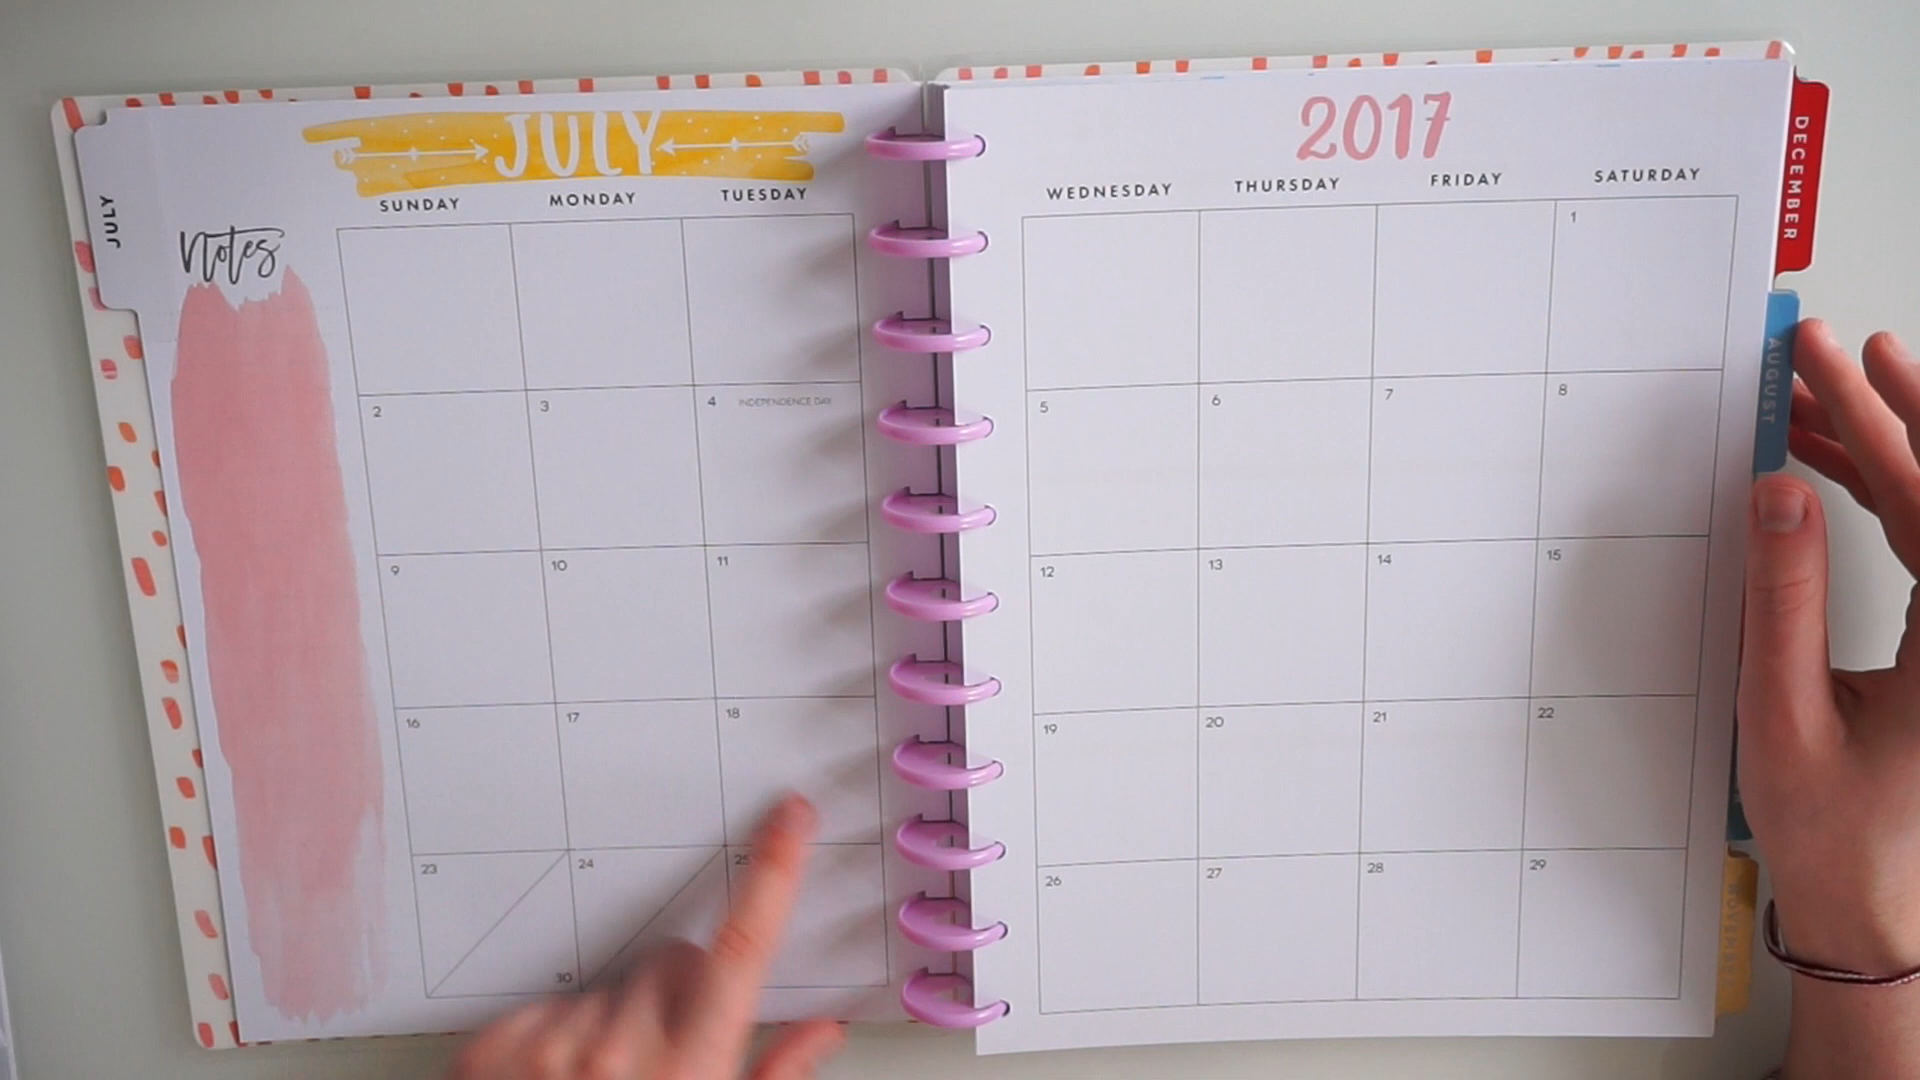 JULY
2017
JULY
Notes
SUNDAY MONDAY TUESDAY WEDNESDAY THURSDAY FRIDAY SATURDAY
1
2 3 4 INDEPENDENCE DAY 5 6 7 8
9 10 11 12 13 14 15
16 17 18 19 20 21 22
23 24 25 26 27 28 29
30
DECEMBER
AUGUST
NOVEMBER